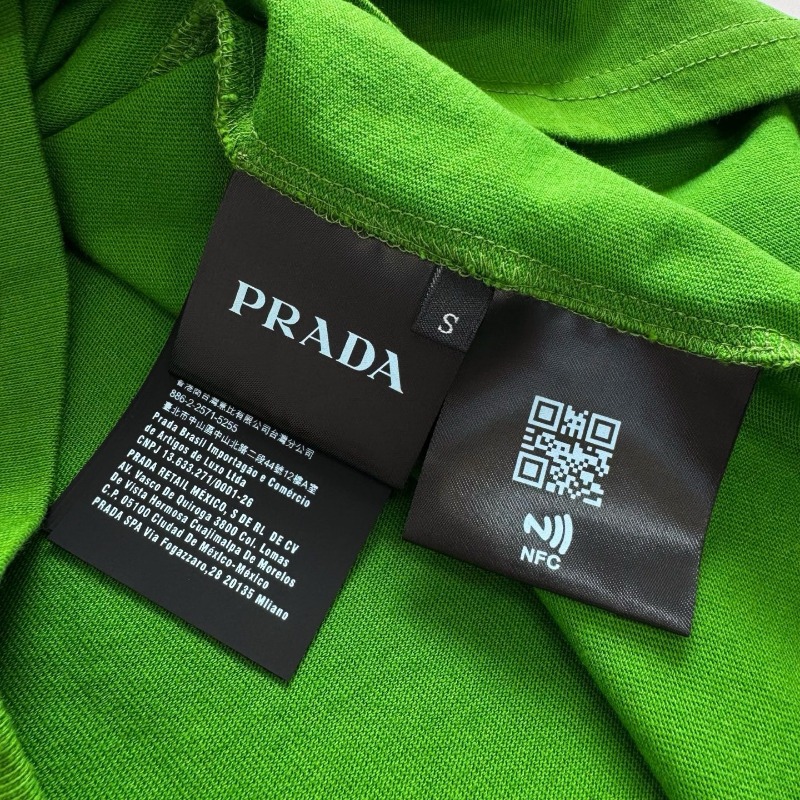 PRADA
S
香港商台灣普拉達有限公司台灣分公司
886-2-2571-5255
臺北市中山區中山北路二段44號12樓A室
Prada Brasil Importação e Comércio
de Artigos de Luxo Ltda
CNPJ 13.633.271/0001-26
PRADA RETAIL MEXICO, S DE RL. DE CV
AV. Vasco De Quiroga 3800 Col. Lomas
De Vista Hermosa Cuajimalpa De Morelos
C.P. 05100 Ciudad De México-México
PRADA SPA Via Fogazzaro,28 20135 Milano
NFC